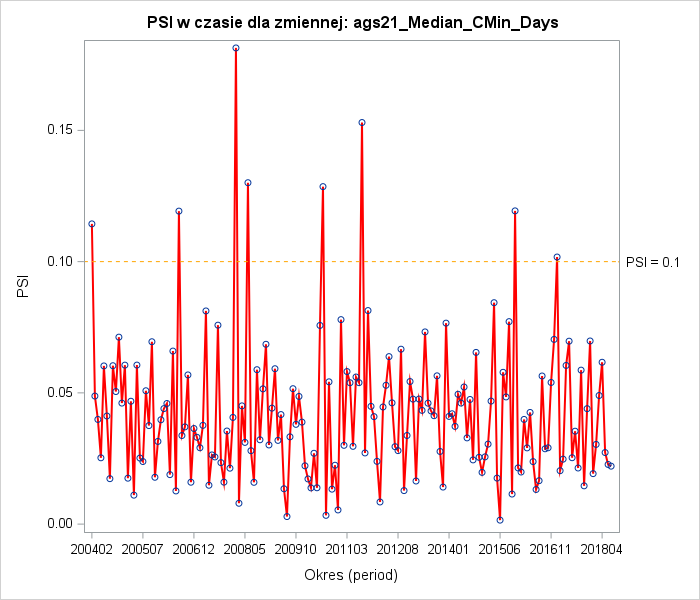 PSI w czasie dla zmiennej: ags21_Median_CMin_Days
0.15
0.10
0.05
0.00
PSI
PSI = 0.1
200402 200507 200612 200805 200910 201103 201208 201401 201506 201611 201804
Okres (period)